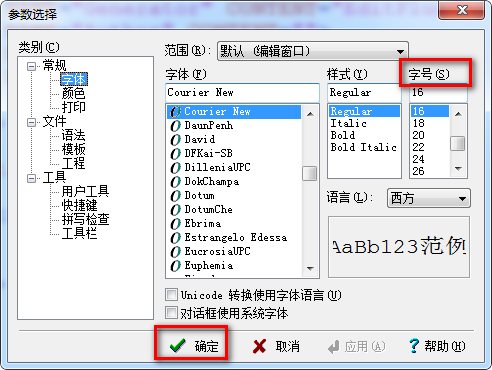 参数选择
类别(C)
常规
字体
颜色
打印
文件
语法
模板
工程
工具
用户工具
快捷键
拼写检查
工具栏
范围(R): 默认 (编辑窗口)
字体(F)
Courier New
Courier New
DaunPenh
David
DFKai-SB
DilleniaUPC
DokChampa
Dotum
DotumChe
Ebrima
Estrangelo Edessa
EucrosiaUPC
Euphemia
样式(Y)
Regular
Regular
Italic
Bold
Bold Italic
字号(S)
16
16
18
20
22
24
26
语言(L): 西方
AaBb123范例
Unicode 转换使用字体语言(U)
对话框使用系统字体
确定 取消 应用(A) 帮助(H)